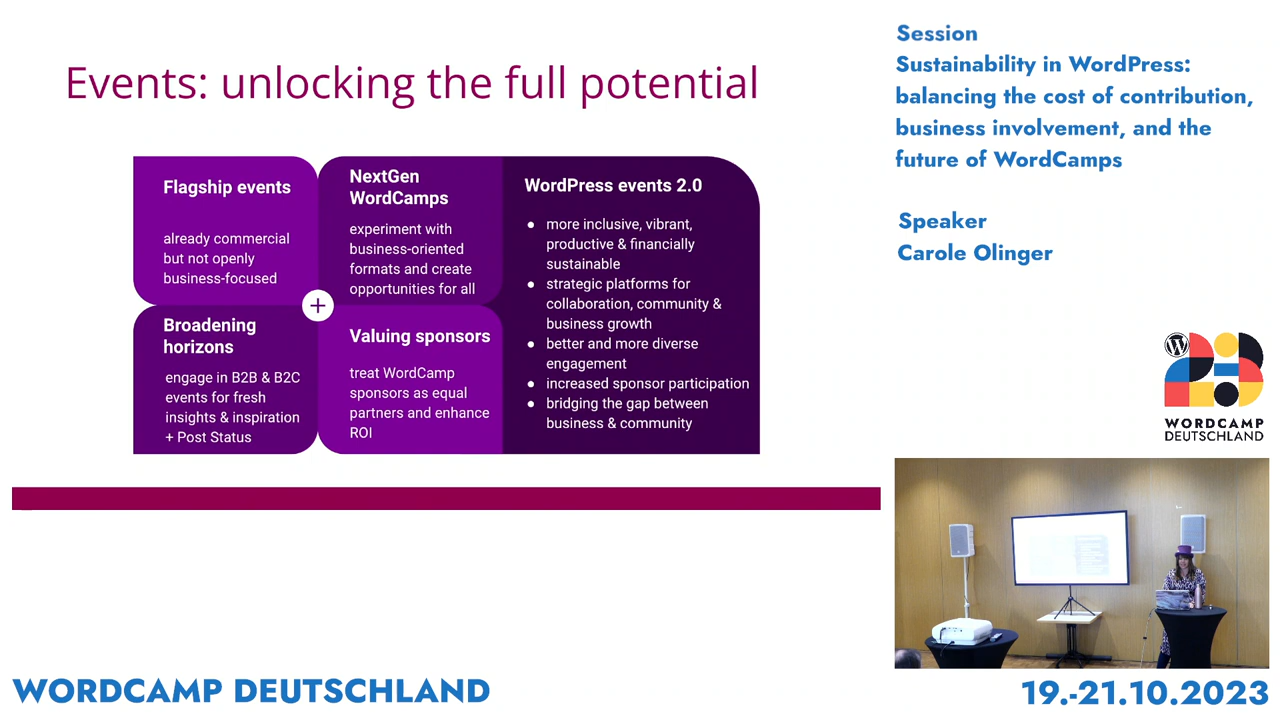 Events: unlocking the full potential
Flagship events
already commercial
but not openly
business-focused
NextGen
WordCamps
experiment with
business-oriented
formats and create
opportunities for all
Broadening
horizons
engage in B2B & B2C
events for fresh
insights & inspiration
+ Post Status
Valuing sponsors
treat WordCamp
sponsors as equal
partners and enhance
ROI
WordPress events 2.0
● more inclusive, vibrant,
productive & financially
sustainable
● strategic platforms for
collaboration, community &
business growth
● better and more diverse
engagement
● increased sponsor participation
● bridging the gap between
business & community
Session
Sustainability in WordPress:
balancing the cost of contribution,
business involvement, and the
future of WordCamps
Speaker
Carole Olinger
WORDCAMP
DEUTSCHLAND
WORDCAMP DEUTSCHLAND
19.-21.10.2023